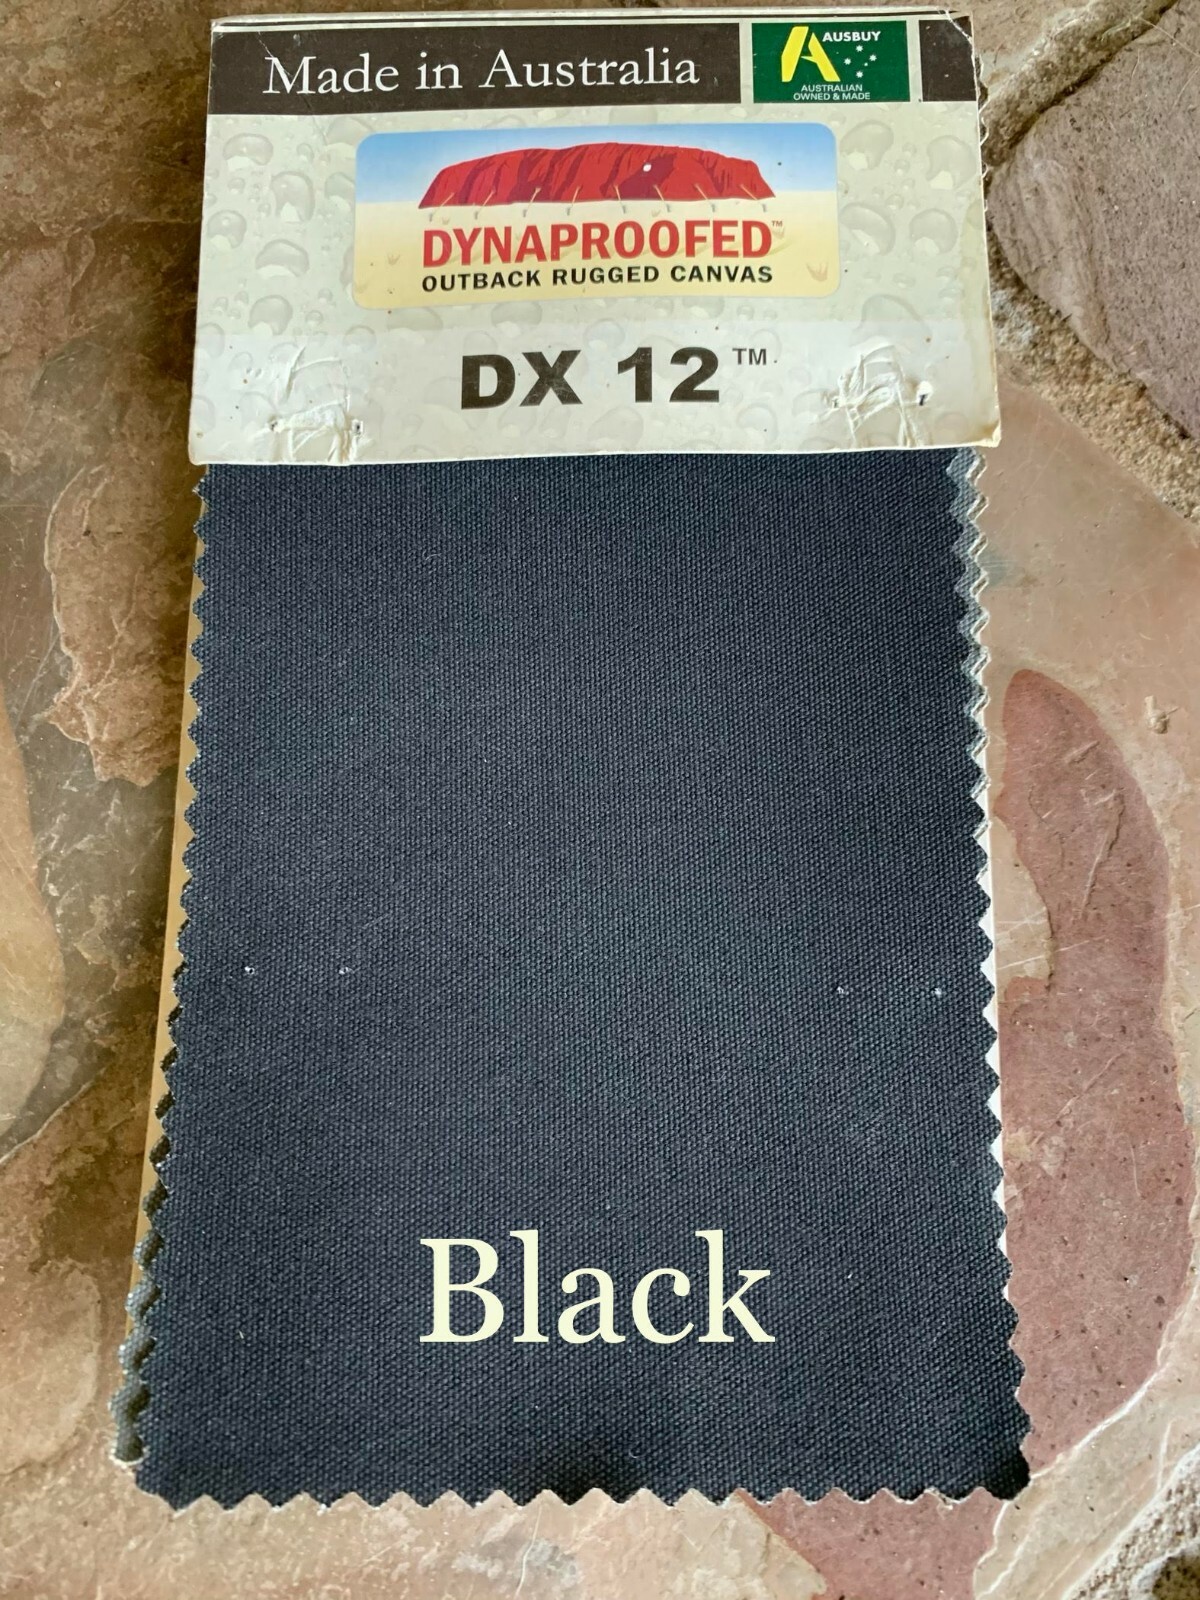 Made in Australia
AUSBUY
AUSTRALIAN
OWNED & MADE
DYNAPROOFED™
OUTBACK RUGGED CANVAS
DX 12™
Black